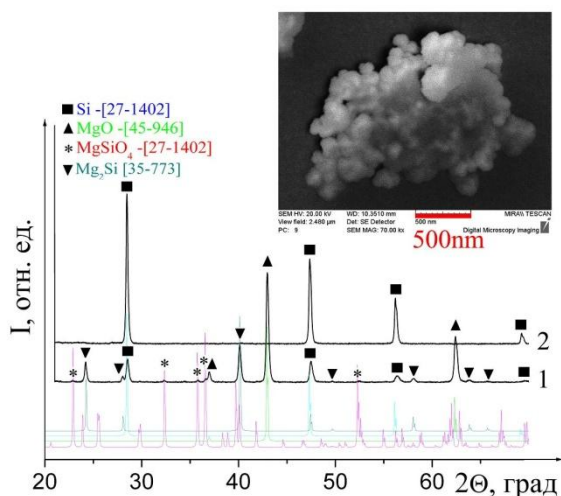 ■ Si -[27-1402]
▲ MgO -[45-946]
* MgSiO₄ -[27-1402]
▼ Mg₂Si [35-773]
SEM HV: 20.00 kV WD: 10.3510 mm MIRA\\ TESCAN
View field: 2.480 µm Det: SE Detector 500 nm
PC: 9 SEM MAG: 70.00 kx Digital Microscopy Imaging
500nm
I, отн. ед.
2
1
20 30 40 50 60
2Θ, град